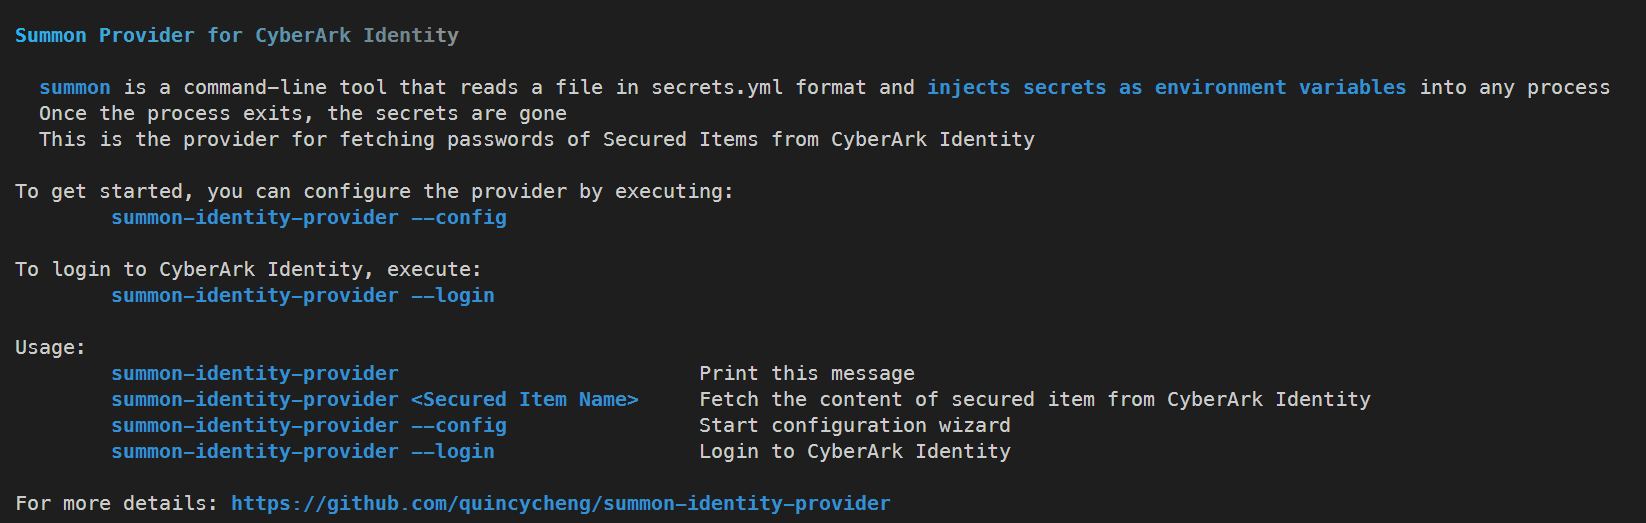 Summon Provider for CyberArk Identity
summon is a command-line tool that reads a file in secrets.yml format and injects secrets as environment variables into any process
Once the process exits, the secrets are gone
This is the provider for fetching passwords of Secured Items from CyberArk Identity
To get started, you can configure the provider by executing:
summon-identity-provider --config
To login to CyberArk Identity, execute:
summon-identity-provider --login
Usage:
summon-identity-provider Print this message
summon-identity-provider <Secured Item Name> Fetch the content of secured item from CyberArk Identity
summon-identity-provider --config Start configuration wizard
summon-identity-provider --login Login to CyberArk Identity
For more details: https://github.com/quincycheng/summon-identity-provider